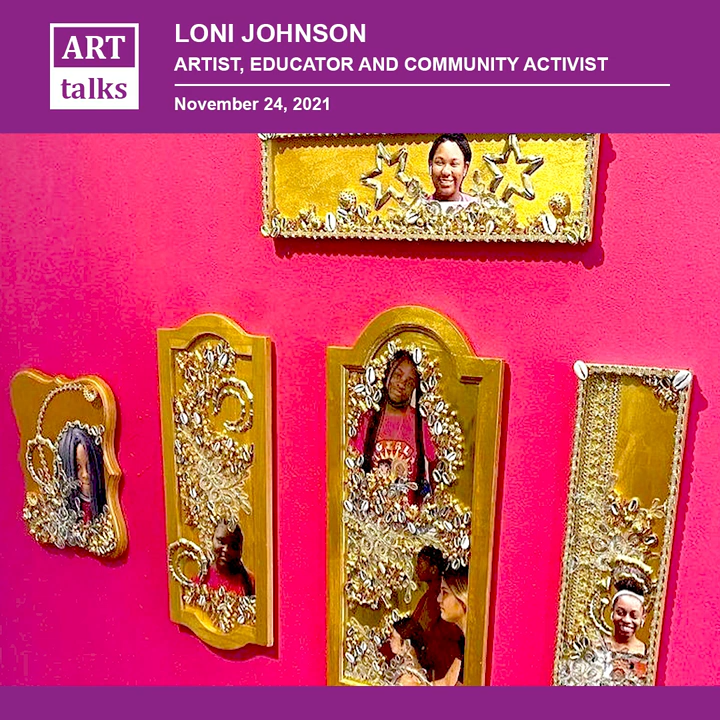 ART
talks
LONI JOHNSON
ARTIST, EDUCATOR AND COMMUNITY ACTIVIST
November 24, 2021